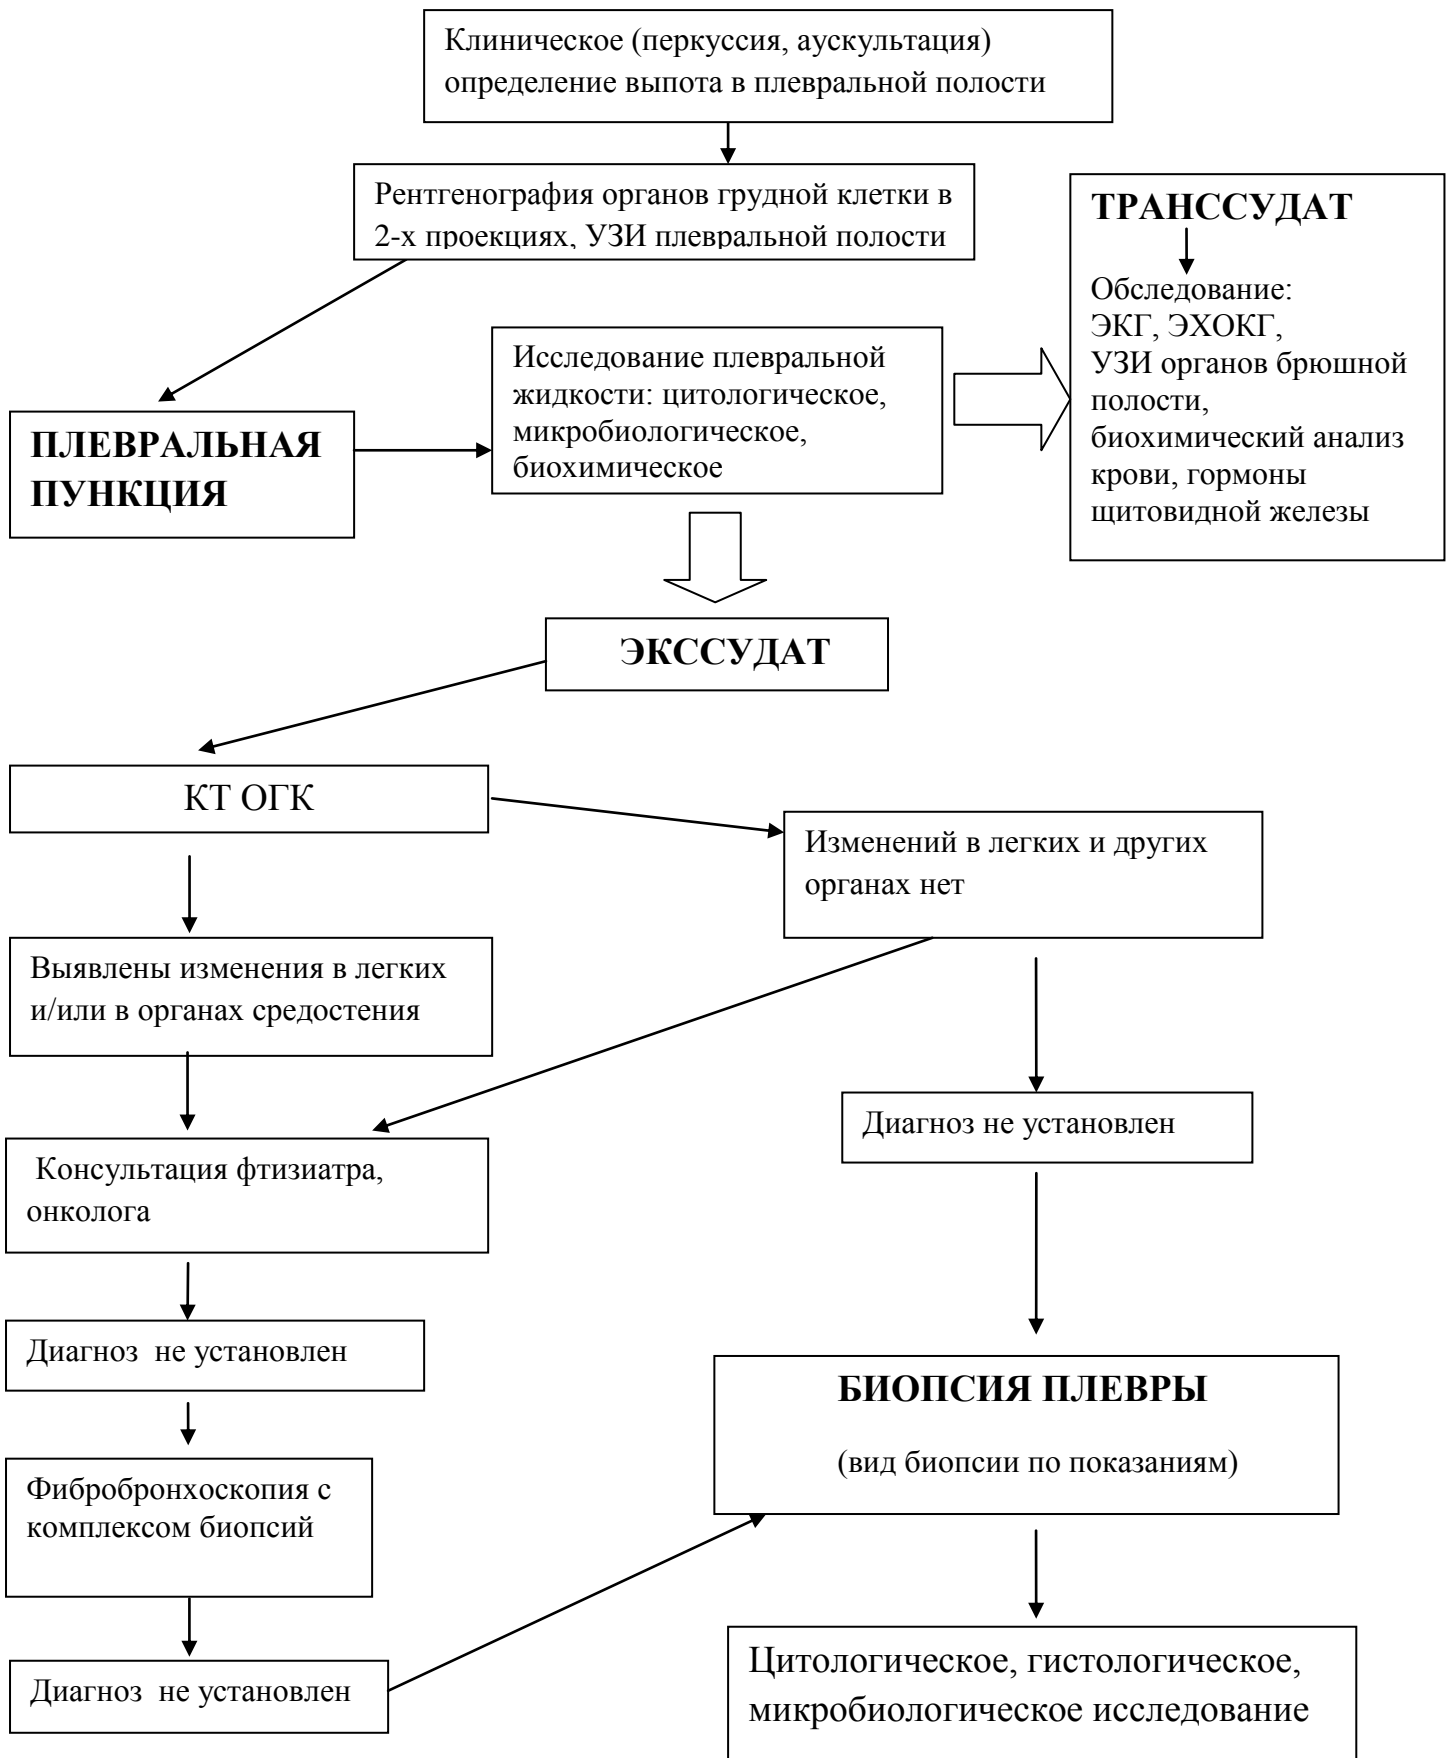 Клиническое (перкуссия, аускультация)
определение выпота в плевральной полости
Рентгенография органов грудной клетки в
2-х проекциях, УЗИ плевральной полости
ТРАНССУДАТ
Обследование:
ЭКГ, ЭХОКГ,
УЗИ органов брюшной
полости,
биохимический анализ
крови, гормоны
щитовидной железы
Исследование плевральной
жидкости: цитологическое,
микробиологическое,
биохимическое
ПЛЕВРАЛЬНАЯ
ПУНКЦИЯ
ЭКССУДАТ
КТ ОГК
Изменений в легких и других
органах нет
Выявлены изменения в легких
и/или в органах средостения
Диагноз не установлен
Консультация фтизиатра,
онколога
Диагноз  не установлен
БИОПСИЯ ПЛЕВРЫ
(вид биопсии по показаниям)
Фибробронхоскопия с
комплексом биопсий
Диагноз  не установлен
Цитологическое, гистологическое,
микробиологическое исследование